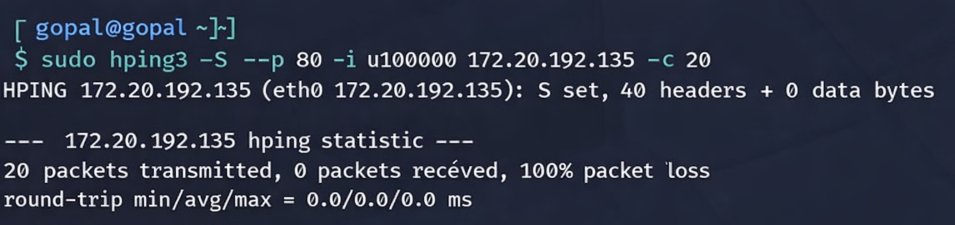 [ gopal@gopal ~]~]
$ sudo hping3 -S --p 80 -i u100000 172.20.192.135 -c 20
HPING 172.20.192.135 (eth0 172.20.192.135): S set, 40 headers + 0 data bytes
--- 172.20.192.135 hping statistic ---
20 packets transmitted, 0 packets recéved, 100% packet loss
round-trip min/avg/max = 0.0/0.0/0.0 ms